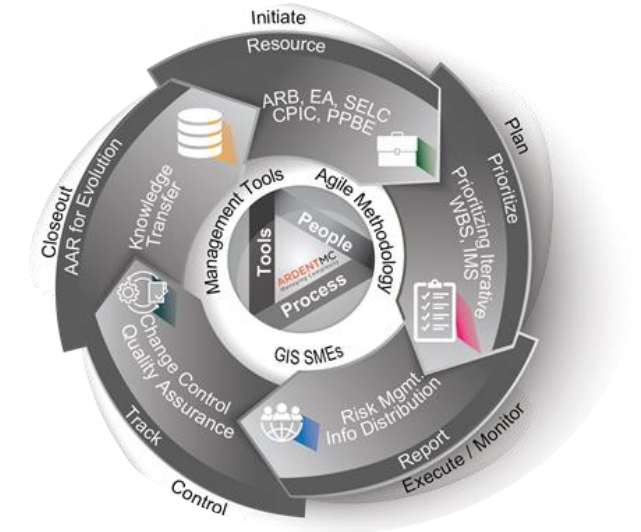 Initiate
Resource
ARB, EA, SELC
CPIC, PPBE
Plan
Prioritize
Prioritizing Iterative
WBS, IMS
Execute / Monitor
Report
Risk Mgmt.
Info Distribution
Control
Track
Change Control
Quality Assurance
Closeout
AAR for Evolution
Knowledge
Transfer
Management Tools
Agile Methodology
GIS SMEs
Tools
People
Process
ARDENTMC
Managing Complexity